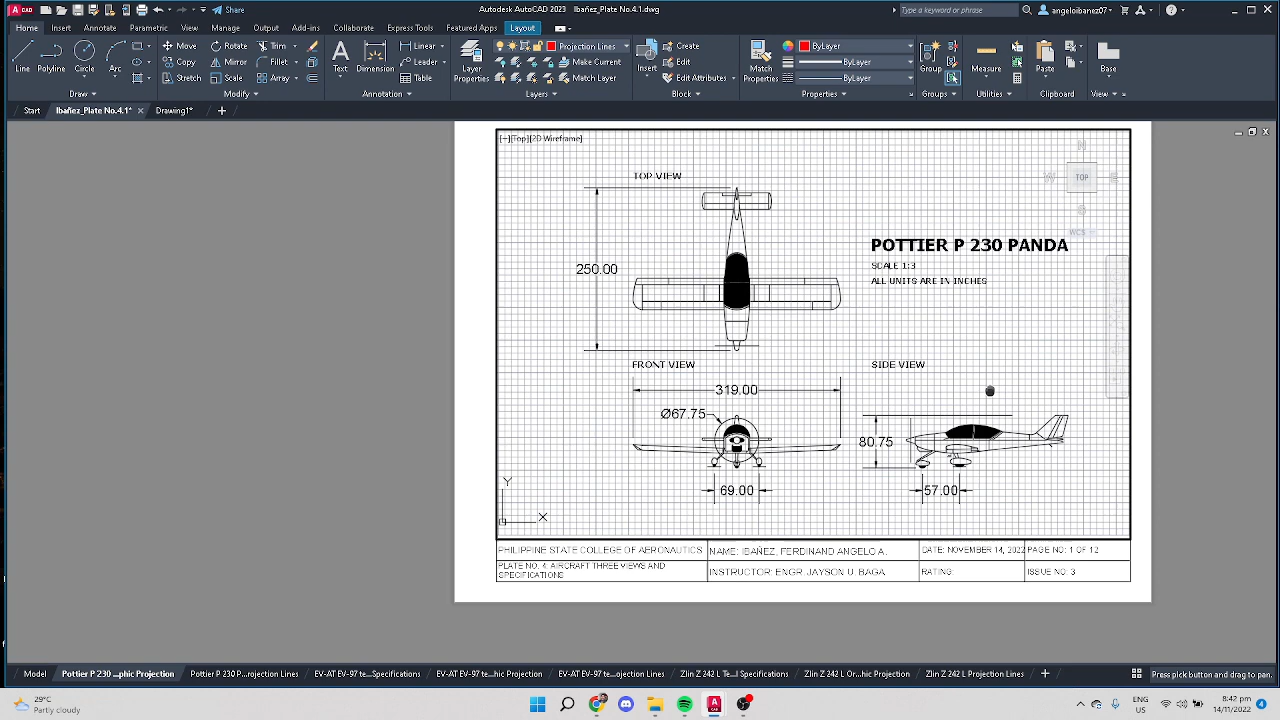 CAD
Share
Autodesk AutoCAD 2023 Ibañez_Plate No.4.1.dwg
Type a keyword or phrase
angeloibanez07
Home Insert Annotate Parametric View Manage Output Add-ins Collaborate Express Tools Featured Apps Layout
Line Polyline Circle Arc
Move Rotate Trim
Copy Mirror Fillet
Stretch Scale Array
Text Dimension
Linear
Leader
Table
Layer Properties
Projection Lines
Make Current
Match Layer
Insert
Create
Edit
Edit Attributes
Match Properties
ByLayer
ByLayer
ByLayer
Group
Measure
Paste
Base
Draw Modify Annotation Layers Block Properties Groups Utilities Clipboard View
Start Ibañez_Plate No.4.1* Drawing1*
[−][Top][2D Wireframe]
N
W TOP E
S
WCS
TOP VIEW
250.00
POTTIER P 230 PANDA
SCALE 1:3
ALL UNITS ARE IN INCHES
FRONT VIEW
SIDE VIEW
319.00
Ø67.75
80.75
69.00
57.00
Y
X
PHILIPPINE STATE COLLEGE OF AERONAUTICS NAME: IBAÑEZ, FERDINAND ANGELO A. DATE: NOVEMBER 14, 2022 PAGE NO: 1 OF 12
PLATE NO. 4: AIRCRAFT THREE VIEWS AND SPECIFICATIONS INSTRUCTOR: ENGR. JAYSON U. BAGA RATING: ISSUE NO: 3
Model Pottier P 230 ...phic Projection Pottier P 230 P...rojection Lines EV-AT EV-97 te...Specifications EV-AT EV-97 te...hic Projection EV-AT EV-97 te...ojection Lines Zlin Z 242 L Te...l Specifications Zlin Z 242 L Or...hic Projection Zlin Z 242 L Projection Lines
Press pick button and drag to pan.
29°C
Partly cloudy
ENG
US
8:42 pm
14/11/2022